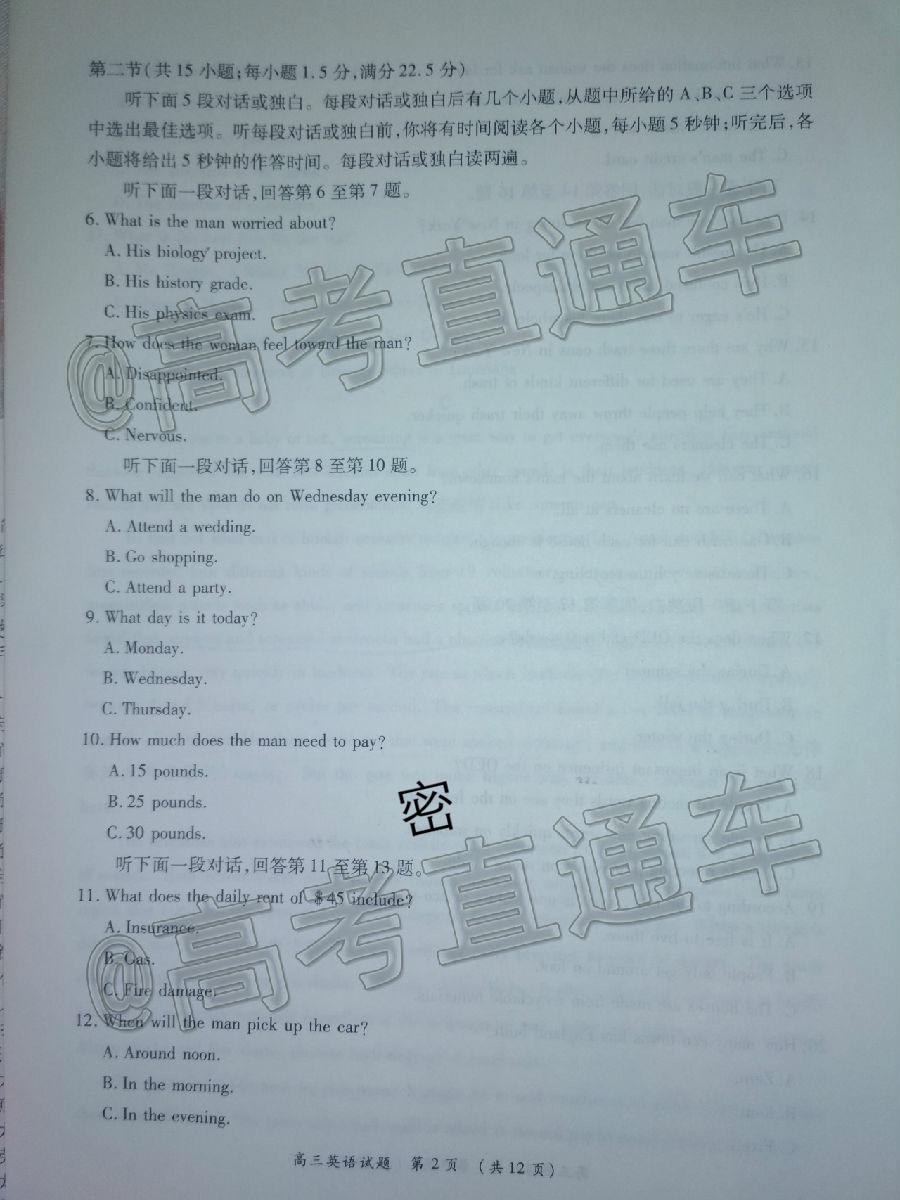 第二节(共 15 小题;每小题 1.5 分,满分 22.5 分)
听下面 5 段对话或独白。每段对话或独白后有几个小题,从题中所给的 A、B、C 三个选项
中选出最佳选项。听每段对话或独白前,你将有时间阅读各个小题,每小题 5 秒钟;听完后,各
小题将给出 5 秒钟的作答时间。每段对话或独白读两遍。
听下面一段对话,回答第 6 至第 7 题。
6. What is the man worried about?
A. His biology project.
B. His history grade.
C. His physics exam.
7. How does the woman feel toward the man?
A. Disappointed.
B. Confident.
C. Nervous.
听下面一段对话,回答第 8 至第 10 题。
8. What will the man do on Wednesday evening?
A. Attend a wedding.
B. Go shopping.
C. Attend a party.
9. What day is it today?
A. Monday.
B. Wednesday.
C. Thursday.
10. How much does the man need to pay?
A. 15 pounds.
B. 25 pounds.
C. 30 pounds.
密
听下面一段对话,回答第 11 至第 13 题。
11. What does the daily rent of $45 include?
A. Insurance.
B. Gas.
C. Fire damage.
12. When will the man pick up the car?
A. Around noon.
B. In the morning.
C. In the evening.
高三英语试题 第 2 页 (共 12 页)
@高考直通车
@高考直通车